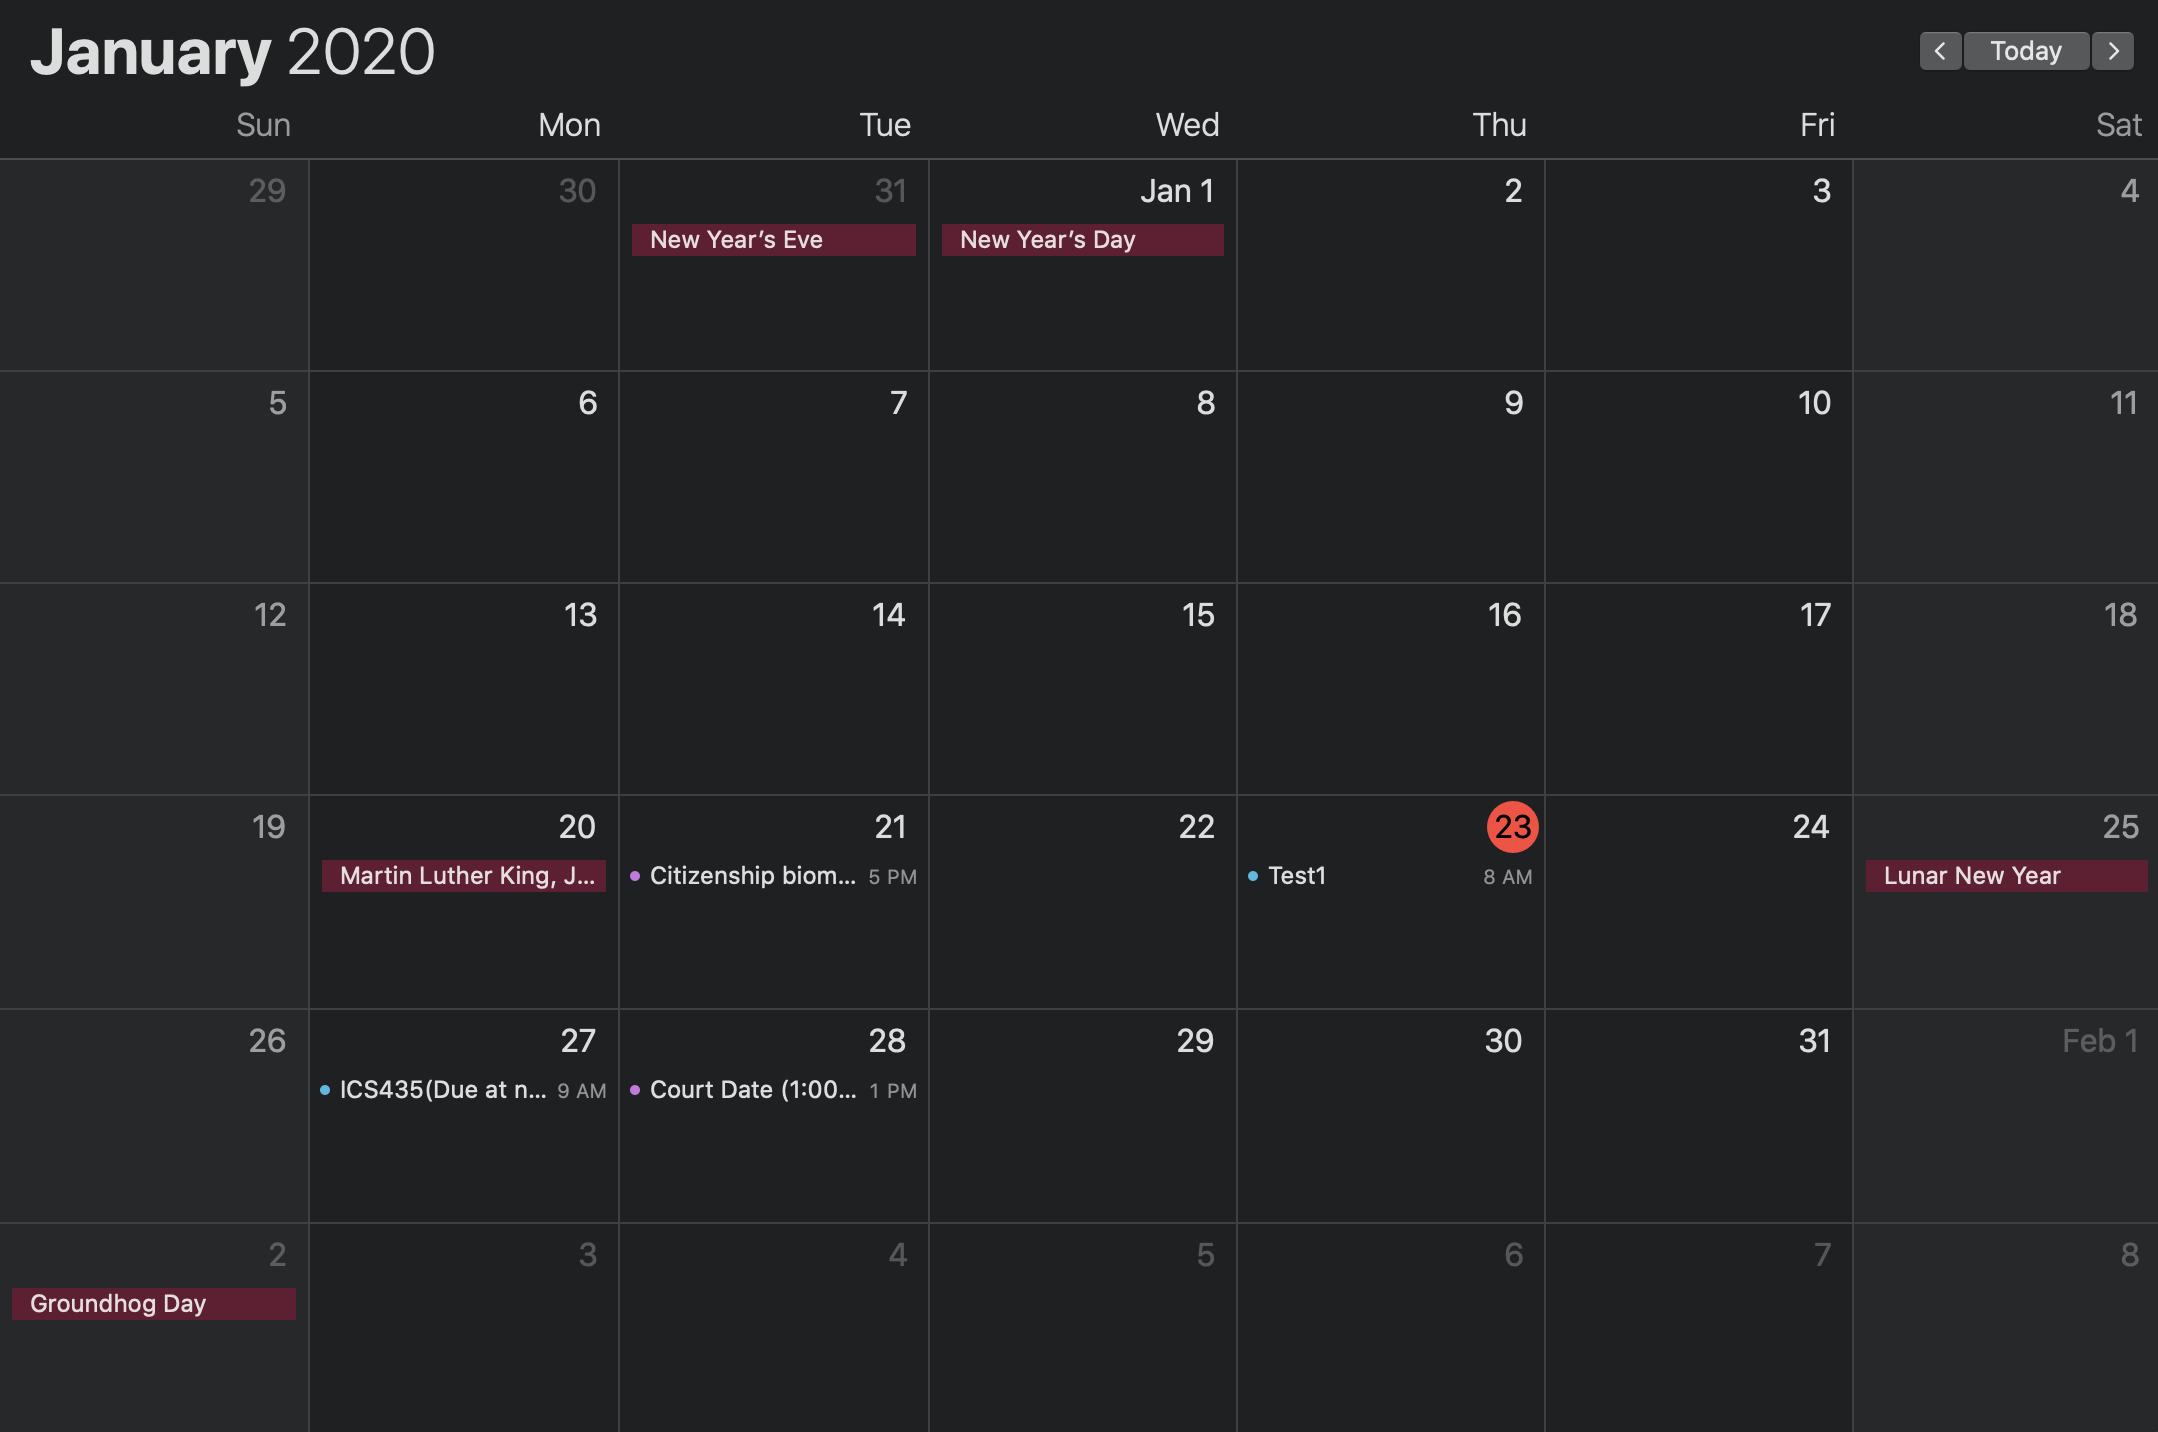 January 2020
Today
Sun Mon Tue Wed Thu Fri Sat
29 30 31 Jan 1 2 3 4
New Year's Eve New Year's Day
5 6 7 8 9 10 11
12 13 14 15 16 17 18
19 20 21 22 23 24 25
Martin Luther King, J... Citizenship biom... 5 PM Test1 8 AM Lunar New Year
26 27 28 29 30 31 Feb 1
ICS435(Due at n... 9 AM Court Date (1:00... 1 PM
2 3 4 5 6 7 8
Groundhog Day